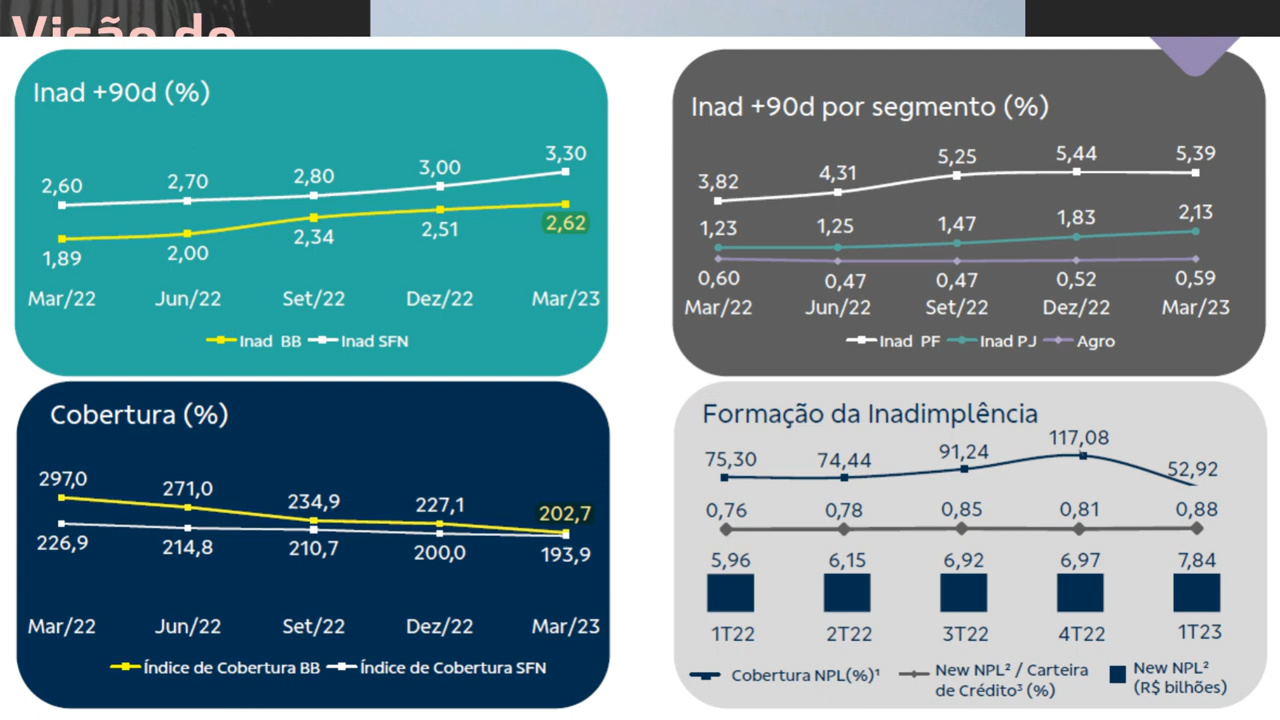 Visão do
Inad +90d (%)
2,60 2,70 2,80 3,00 3,30
1,89 2,00 2,34 2,51 2,62
Mar/22 Jun/22 Set/22 Dez/22 Mar/23
Inad BB Inad SFN
Inad +90d por segmento (%)
3,82 4,31 5,25 5,44 5,39
1,23 1,25 1,47 1,83 2,13
0,60 0,47 0,47 0,52 0,59
Mar/22 Jun/22 Set/22 Dez/22 Mar/23
Inad PF Inad PJ Agro
Cobertura (%)
297,0 271,0 234,9 227,1 202,7
226,9 214,8 210,7 200,0 193,9
Mar/22 Jun/22 Set/22 Dez/22 Mar/23
Índice de Cobertura BB Índice de Cobertura SFN
Formação da Inadimplência
75,30 74,44 91,24 117,08 52,92
0,76 0,78 0,85 0,81 0,88
5,96 6,15 6,92 6,97 7,84
1T22 2T22 3T22 4T22 1T23
Cobertura NPL(%)¹
New NPL² / Carteira
de Crédito³ (%)
New NPL²
(R$ bilhões)